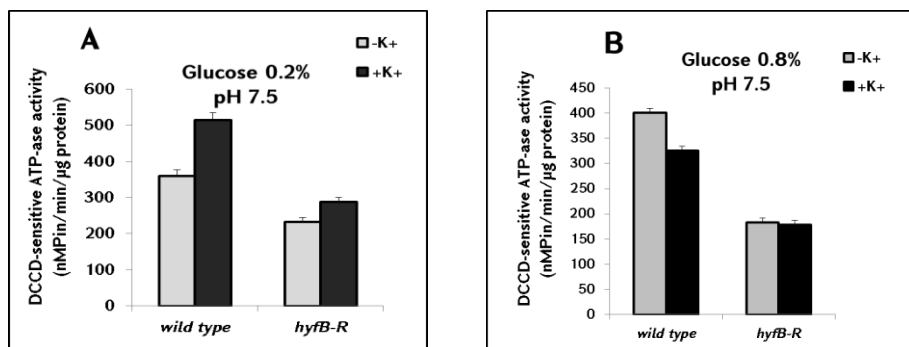 A
-K+
+K+
Glucose 0.2%
pH 7.5
DCCD-sensitive ATP-ase activity
(nMPin/min/µg protein)
600
500
400
300
200
100
0
wild type
hyfB-R
B
-K+
+K+
Glucose 0.8%
pH 7.5
DCCD-sensitive ATP-ase activity
(nMPin/min/µg protein)
450
400
350
300
250
200
150
100
50
0
wild type
hyfB-R